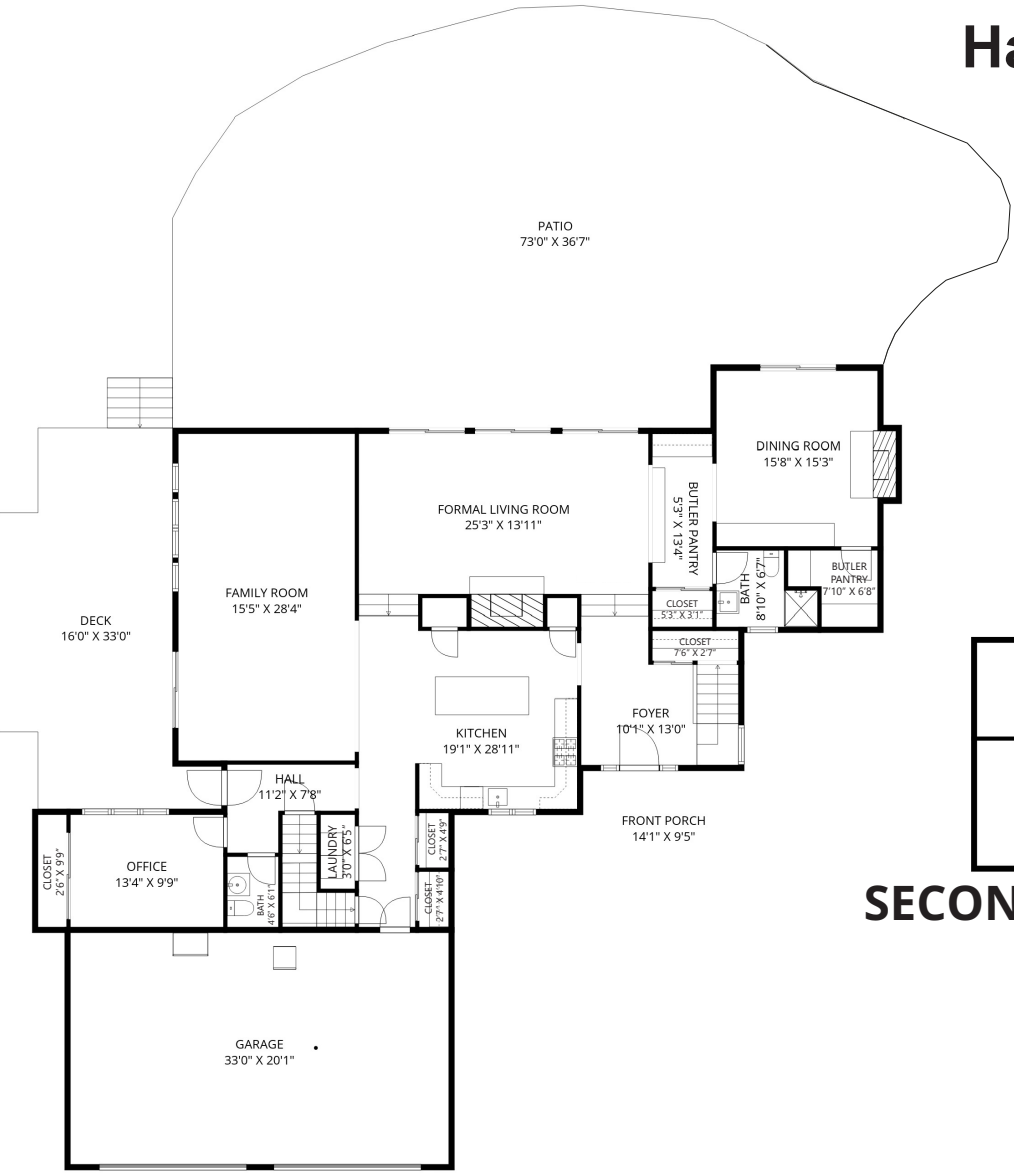 Ha
PATIO
73'0" X 36'7"
DINING ROOM
15'8" X 15'3"
FORMAL LIVING ROOM
25'3" X 13'11"
BUTLER PANTRY
5'3" X 13'4"
FAMILY ROOM
15'5" X 28'4"
DECK
16'0" X 33'0"
BATH
8'10" X 6'7"
BUTLER
PANTRY
7'10" X 6'8"
CLOSET
5'3" X 3'1"
CLOSET
7'6" X 2'7"
FOYER
10'1" X 13'0"
KITCHEN
19'1" X 28'11"
HALL
11'2" X 7'8"
FRONT PORCH
14'1" X 9'5"
LAUNDRY
3'0" X 6'5"
CLOSET
2'7" X 4'9"
CLOSET
2'6" X 9'9"
OFFICE
13'4" X 9'9"
BATH
4'6" X 6'11"
CLOSET
2'7" X 4'10"
SECON
GARAGE
33'0" X 20'1"